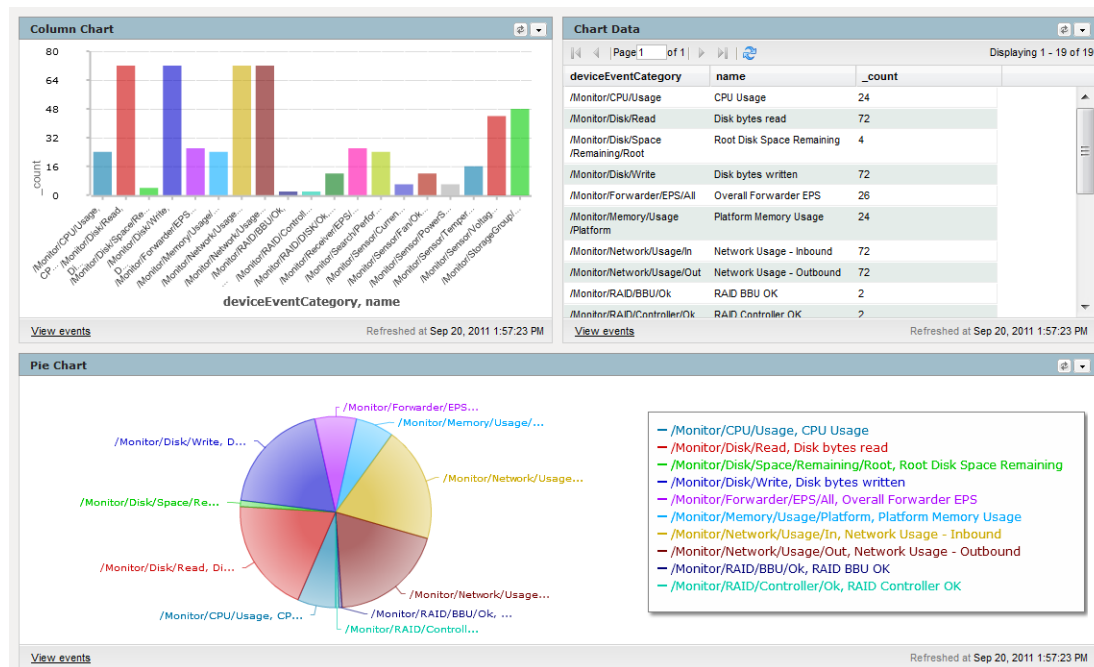 Column Chart
80
64
48
32
16
0
_count
/Monitor/CPU/Usage,
CP...
/Monitor/Disk/Read,
Di...
/Monitor/Disk/Space/Re...
/Monitor/Disk/Write,
D...
/Monitor/Forwarder/EPS...
/Monitor/Memory/Usage/...
/Monitor/Network/Usage...
/Monitor/Network/Usage...
/Monitor/RAID/BBU/Ok,
...
/Monitor/RAID/Controll...
/Monitor/RAID/DISK/Ok,...
/Monitor/Receiver/EPS/...
/Monitor/Search/Perfor...
/Monitor/Sensor/Curren...
/Monitor/Sensor/Fan/Ok...
/Monitor/Sensor/PowerS...
/Monitor/Sensor/Temper...
/Monitor/Sensor/Voltag...
/Monitor/StorageGroup/...
deviceEventCategory, name
View events
Refreshed at Sep 20, 2011 1:57:23 PM
Chart Data
Page 1 of 1
Displaying 1 - 19 of 19
deviceEventCategory name _count
/Monitor/CPU/Usage CPU Usage 24
/Monitor/Disk/Read Disk bytes read 72
/Monitor/Disk/Space Root Disk Space Remaining 4
/Remaining/Root
/Monitor/Disk/Write Disk bytes written 72
/Monitor/Forwarder/EPS/All Overall Forwarder EPS 26
/Monitor/Memory/Usage Platform Memory Usage 24
/Platform
/Monitor/Network/Usage/In Network Usage - Inbound 72
/Monitor/Network/Usage/Out Network Usage - Outbound 72
/Monitor/RAID/BBU/Ok RAID BBU OK 2
/Monitor/RAID/Controller/Ok RAID Controller OK 2
View events
Refreshed at Sep 20, 2011 1:57:23 PM
Pie Chart
/Monitor/Forwarder/EPS...
/Monitor/Memory/Usage/...
/Monitor/Disk/Write, D...
/Monitor/Network/Usage...
/Monitor/Disk/Space/Re...
/Monitor/Disk/Read, Di...
/Monitor/Network/Usage...
/Monitor/CPU/Usage, CP...
/Monitor/RAID/BBU/Ok, ...
/Monitor/RAID/Controll...
/Monitor/CPU/Usage, CPU Usage
/Monitor/Disk/Read, Disk bytes read
/Monitor/Disk/Space/Remaining/Root, Root Disk Space Remaining
/Monitor/Disk/Write, Disk bytes written
/Monitor/Forwarder/EPS/All, Overall Forwarder EPS
/Monitor/Memory/Usage/Platform, Platform Memory Usage
/Monitor/Network/Usage/In, Network Usage - Inbound
/Monitor/Network/Usage/Out, Network Usage - Outbound
/Monitor/RAID/BBU/Ok, RAID BBU OK
/Monitor/RAID/Controller/Ok, RAID Controller OK
View events
Refreshed at Sep 20, 2011 1:57:23 PM